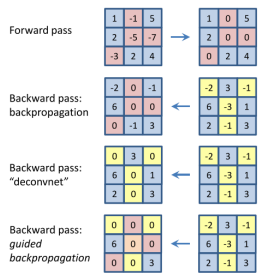 Forward pass
1 -1 5 1 0 5
2 -5 -7 2 0 0
-3 2 4 0 2 4
Backward pass:
backpropagation
-2 0 -1 -2 3 -1
6 0 0 6 -3 1
0 -1 3 2 -1 3
Backward pass:
“deconvnet”
0 3 0 -2 3 -1
6 0 1 6 -3 1
2 0 3 2 -1 3
Backward pass:
guided
backpropagation
0 0 0 -2 3 -1
6 0 0 6 -3 1
0 0 3 2 -1 3